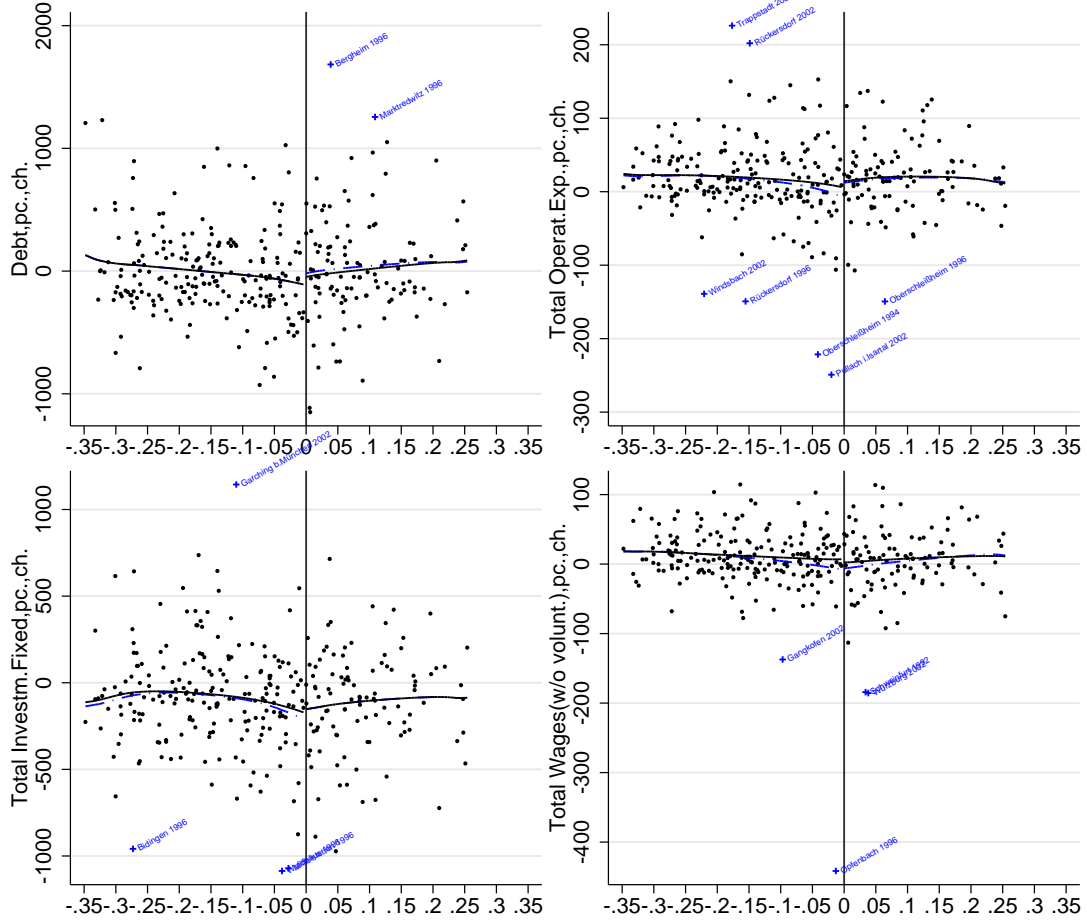 Debt,pc.,ch.
2000
1000
0
-1000
Bergheim 1996
Marktredwitz 1996
-.35-.3-.25-.2-.15-.1-.05 0 .05 .1 .15 .2 .25 .3 .35
Total Operat.Exp.,pc.,ch.
200
100
0
-100
-200
-300
Trappstadt
Rückersdorf 2002
Windsbach 2002
Rückersdorf 1996
Oberschleißheim 1996
Oberschleißheim 1994
Pullach i.Isartal 2002
-.35-.3-.25-.2-.15-.1-.05 0 .05 .1 .15 .2 .25 .3 .35
Total Investm.Fixed,pc.,ch.
1000
500
0
-500
-1000
Garching b.München 2002
Bidingen 1996
1996
-.35-.3-.25-.2-.15-.1-.05 0 .05 .1 .15 .2 .25 .3 .35
Total Wages(w/o volunt.),pc.,ch.
100
0
-100
-200
-300
-400
Gangkofen 2002
Opfenbach 1996
-.35-.3-.25-.2-.15-.1-.05 0 .05 .1 .15 .2 .25 .3 .35